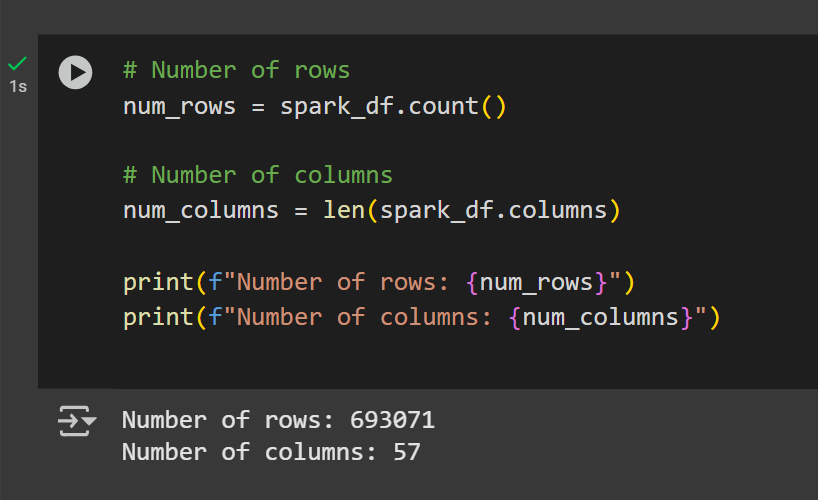 1s
# Number of rows
num_rows = spark_df.count()
# Number of columns
num_columns = len(spark_df.columns)
print(f"Number of rows: {num_rows}")
print(f"Number of columns: {num_columns}")
Number of rows: 693071
Number of columns: 57